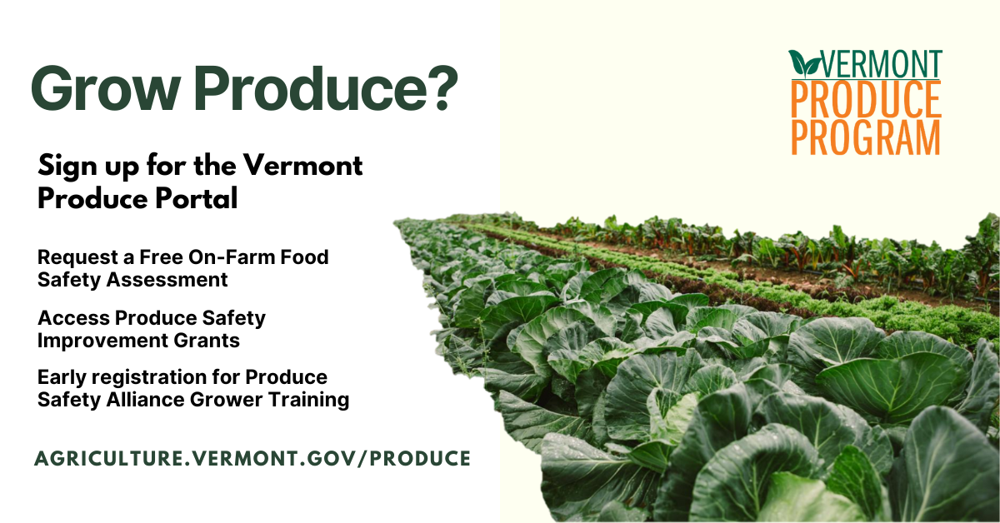 Grow Produce?
Sign up for the Vermont
Produce Portal
Request a Free On-Farm Food
Safety Assessment
Access Produce Safety
Improvement Grants
Early registration for Produce
Safety Alliance Grower Training
AGRICULTURE.VERMONT.GOV/PRODUCE
VERMONT
PRODUCE
PROGRAM